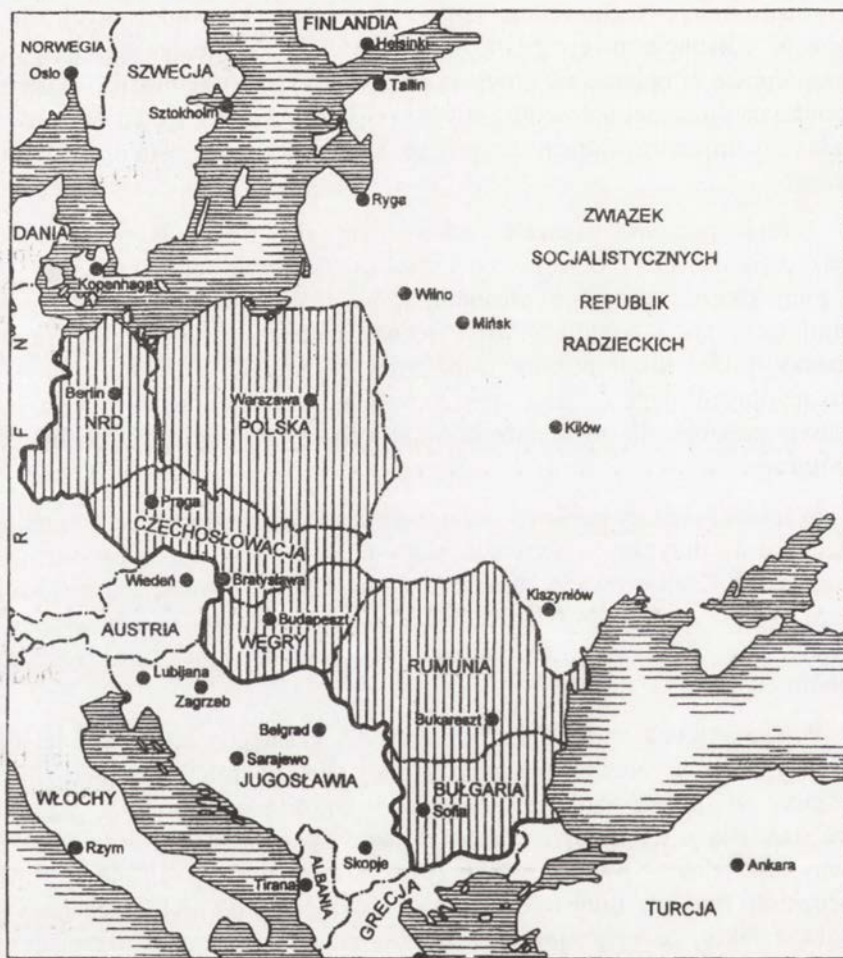 FINLANDIA
Helsinki
NORWEGIA
Oslo
SZWECJA
Tallin
Sztokholm
Ryga
ZWIĄZEK
SOCJALISTYCZNYCH
REPUBLIK
RADZIECKICH
DANIA
Kopenhaga
Wilno
Mińsk
R F N
Berlin
NRD
Warszawa
POLSKA
Kijów
Praga
CZECHOSŁOWACJA
Wiedeń
Bratysława
Kiszyniów
AUSTRIA
Budapeszt
WĘGRY
RUMUNIA
Lubijana
Zagrzeb
Bukareszt
Belgrad
Sarajewo
JUGOSŁAWIA
BUŁGARIA
Sofia
WŁOCHY
Rzym
Skopje
Ankara
Tirana
ALBANIA
GRECJA
TURCJA